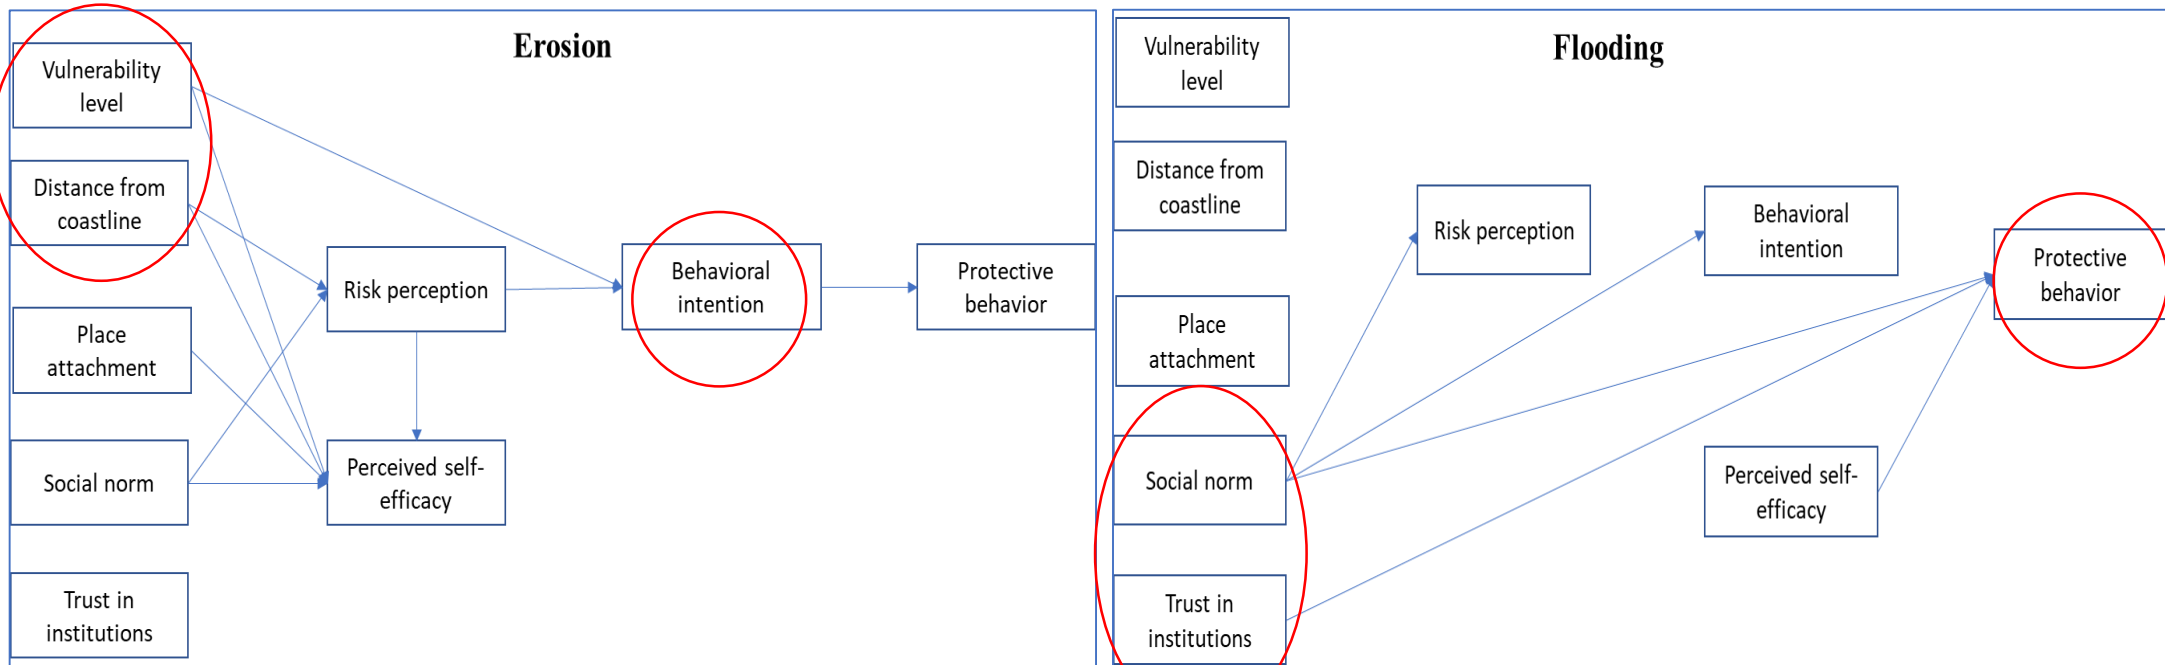 Erosion
Vulnerability
level
Distance from
coastline
Place
attachment
Social norm
Trust in
institutions
Risk perception
Perceived self-
efficacy
Behavioral
intention
Protective
behavior
Flooding
Vulnerability
level
Distance from
coastline
Place
attachment
Social norm
Trust in
institutions
Risk perception
Behavioral
intention
Perceived self-
efficacy
Protective
behavior